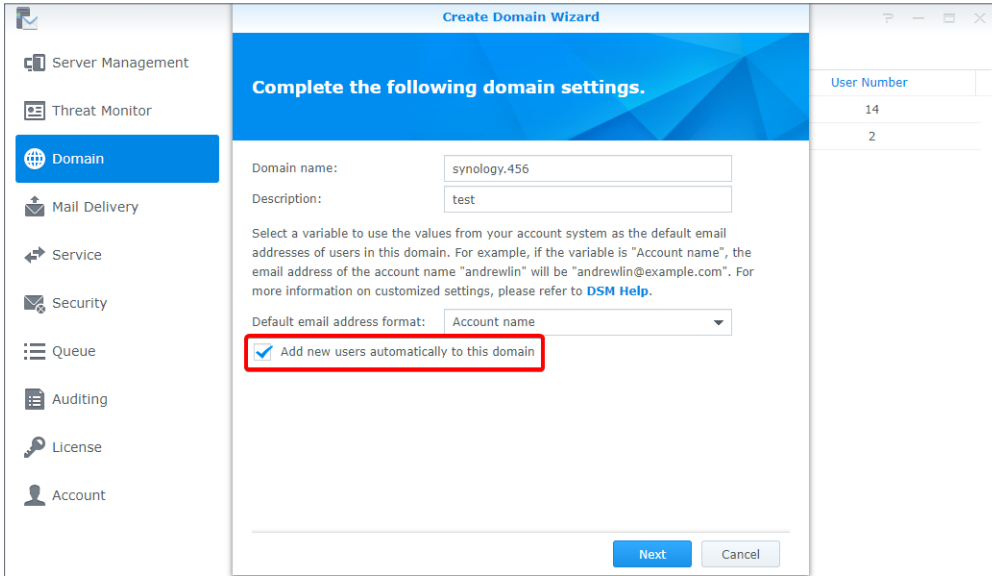 Create Domain Wizard
Server Management
Threat Monitor
Domain
Mail Delivery
Service
Security
Queue
Auditing
License
Account
Complete the following domain settings.
Domain name: synology.456
Description: test
Select a variable to use the values from your account system as the default email
addresses of users in this domain. For example, if the variable is "Account name", the
email address of the account name "andrewlin" will be "andrewlin@example.com". For
more information on customized settings, please refer to DSM Help.
Default email address format: Account name
Add new users automatically to this domain
Next Cancel
User Number
14
2